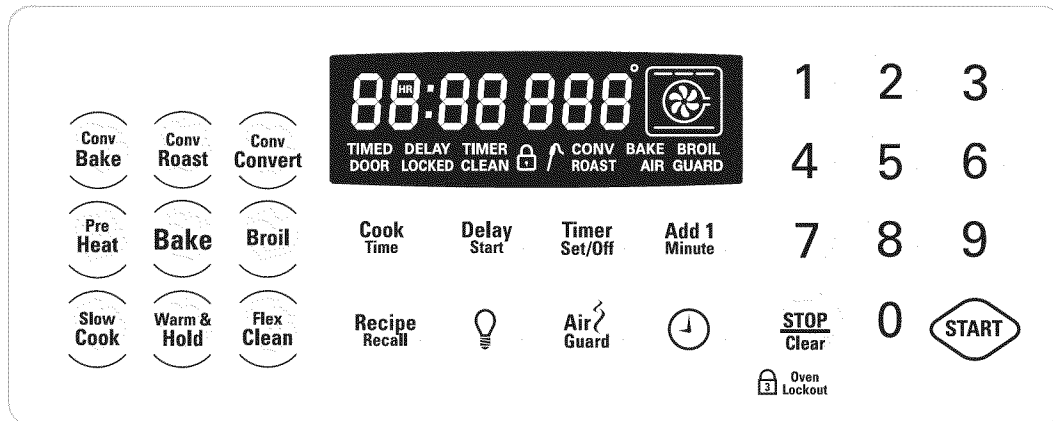 Conv
Bake
Conv
Roast
Conv
Convert
Pre
Heat
Bake
Broil
Slow
Cook
Warm &
Hold
Flex
Clean
88:88 888°
HR
TIMED DELAY TIMER CONV BAKE BROIL
DOOR LOCKED CLEAN ROAST AIR GUARD
Cook
Time
Delay
Start
Timer
Set/Off
Add 1
Minute
Recipe
Recall
Air
Guard
1 2 3
4 5 6
7 8 9
STOP
Clear
0
START
3
Oven
Lockout